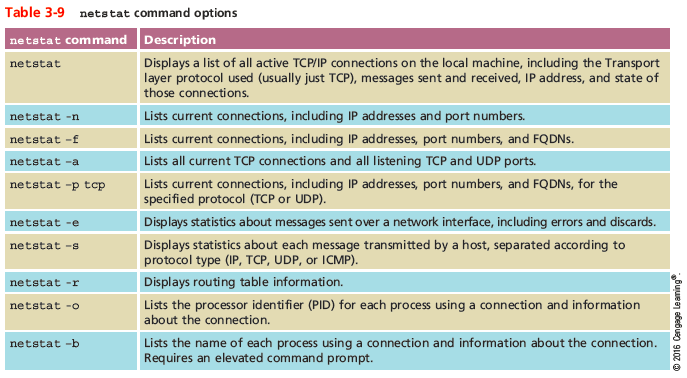 Table 3-9 netstat command options
netstat command Description
netstat Displays a list of all active TCP/IP connections on the local machine, including the Transport
layer protocol used (usually just TCP), messages sent and received, IP address, and state of
those connections.
netstat -n Lists current connections, including IP addresses and port numbers.
netstat -f Lists current connections, including IP addresses, port numbers, and FQDNs.
netstat -a Lists all current TCP connections and all listening TCP and UDP ports.
netstat -p tcp Lists current connections, including IP addresses, port numbers, and FQDNs, for the
specified protocol (TCP or UDP).
netstat -e Displays statistics about messages sent over a network interface, including errors and discards.
netstat -s Displays statistics about each message transmitted by a host, separated according to
protocol type (IP, TCP, UDP, or ICMP).
netstat -r Displays routing table information.
netstat -o Lists the processor identifier (PID) for each process using a connection and information
about the connection.
netstat -b Lists the name of each process using a connection and information about the connection.
Requires an elevated command prompt.
© 2016 Cengage Learning®.